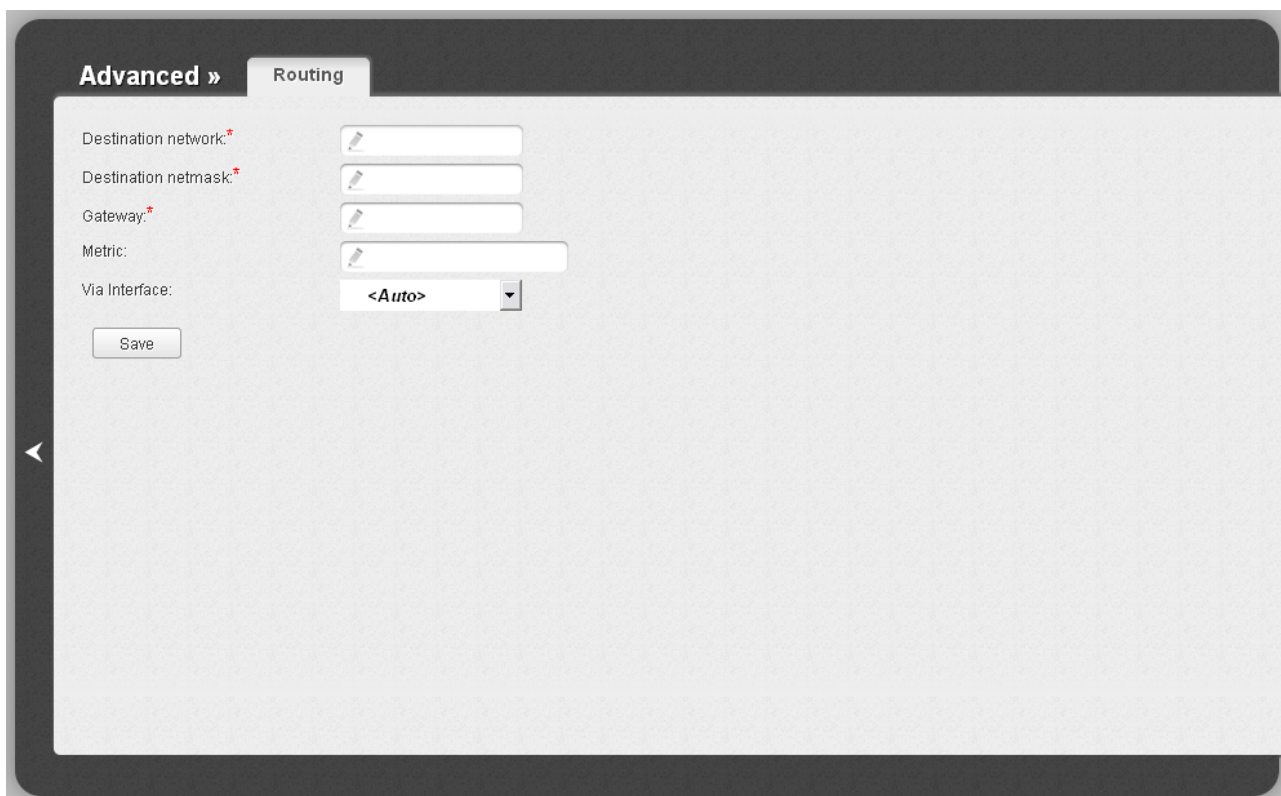 Advanced » Routing
Destination network:*
Destination netmask:*
Gateway:*
Metric:
Via Interface: <Auto>
Save